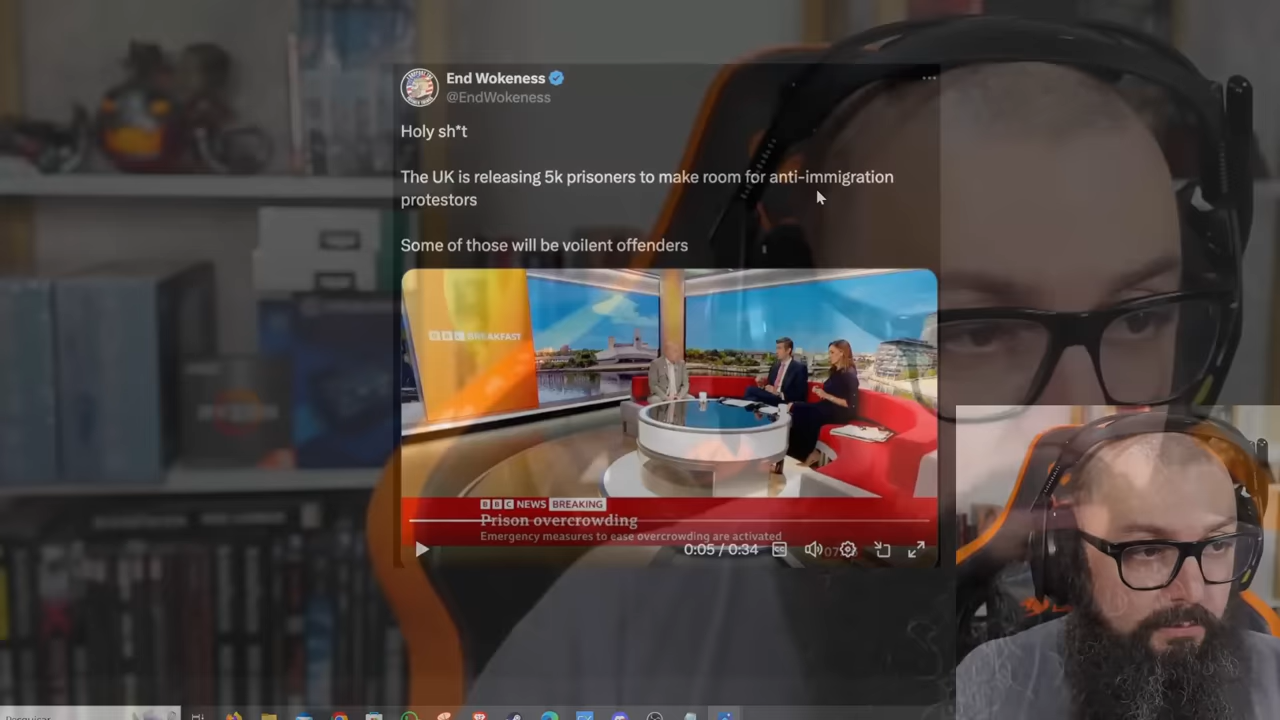 End Wokeness
@EndWokeness
Holy sh*t
The UK is releasing 5k prisoners to make room for anti-immigration
protestors
Some of those will be voilent offenders
BBC BREAKFAST
BBC NEWS BREAKING
Prison overcrowding
Emergency measures to ease overcrowding are activated
0:05 / 0:34
Pesquisar